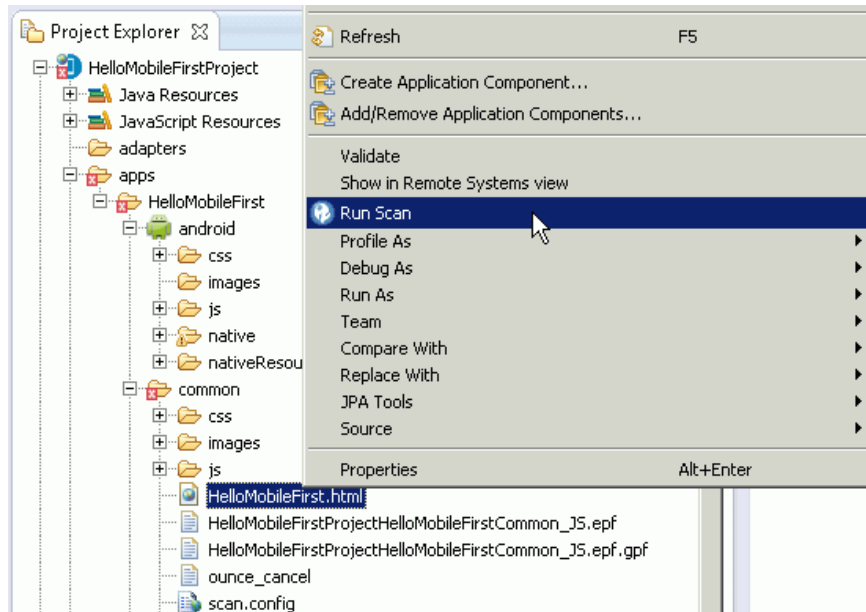 Project Explorer
HelloMobileFirstProject
Java Resources
JavaScript Resources
adapters
apps
HelloMobileFirst
android
css
images
js
native
nativeResou
common
css
images
js
HelloMobileFirst.html
HelloMobileFirstProjectHelloMobileFirstCommon_JS.epf
HelloMobileFirstProjectHelloMobileFirstCommon_JS.epf.gpf
ounce_cancel
scan.config
Refresh F5
Create Application Component...
Add/Remove Application Components...
Validate
Show in Remote Systems view
Run Scan
Profile As
Debug As
Run As
Team
Compare With
Replace With
JPA Tools
Source
Properties Alt+Enter